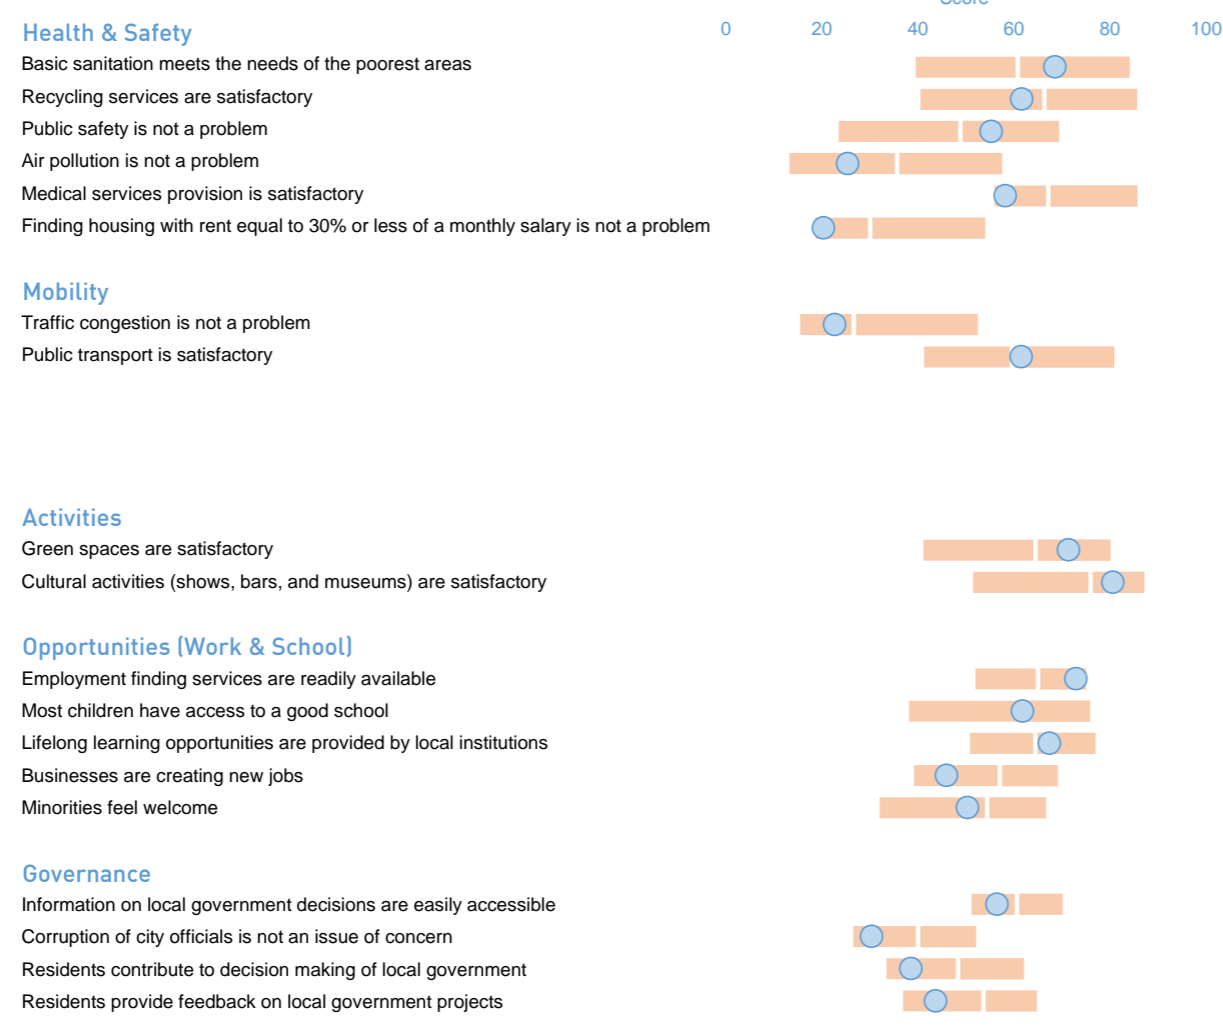 Score
Health & Safety
0 20 40 60 80 100
Basic sanitation meets the needs of the poorest areas
Recycling services are satisfactory
Public safety is not a problem
Air pollution is not a problem
Medical services provision is satisfactory
Finding housing with rent equal to 30% or less of a monthly salary is not a problem
Mobility
Traffic congestion is not a problem
Public transport is satisfactory
Activities
Green spaces are satisfactory
Cultural activities (shows, bars, and museums) are satisfactory
Opportunities (Work & School)
Employment finding services are readily available
Most children have access to a good school
Lifelong learning opportunities are provided by local institutions
Businesses are creating new jobs
Minorities feel welcome
Governance
Information on local government decisions are easily accessible
Corruption of city officials is not an issue of concern
Residents contribute to decision making of local government
Residents provide feedback on local government projects